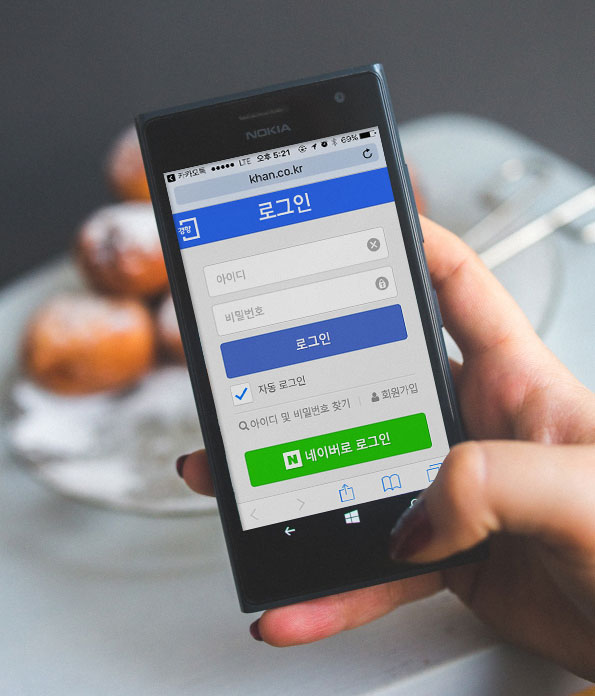 NOKIA
카카오톡 LTE 오후 5:21 69%
khan.co.kr
경향
로그인
아이디
비밀번호
로그인
자동 로그인
아이디 및 비밀번호 찾기 회원가입
N 네이버로 로그인